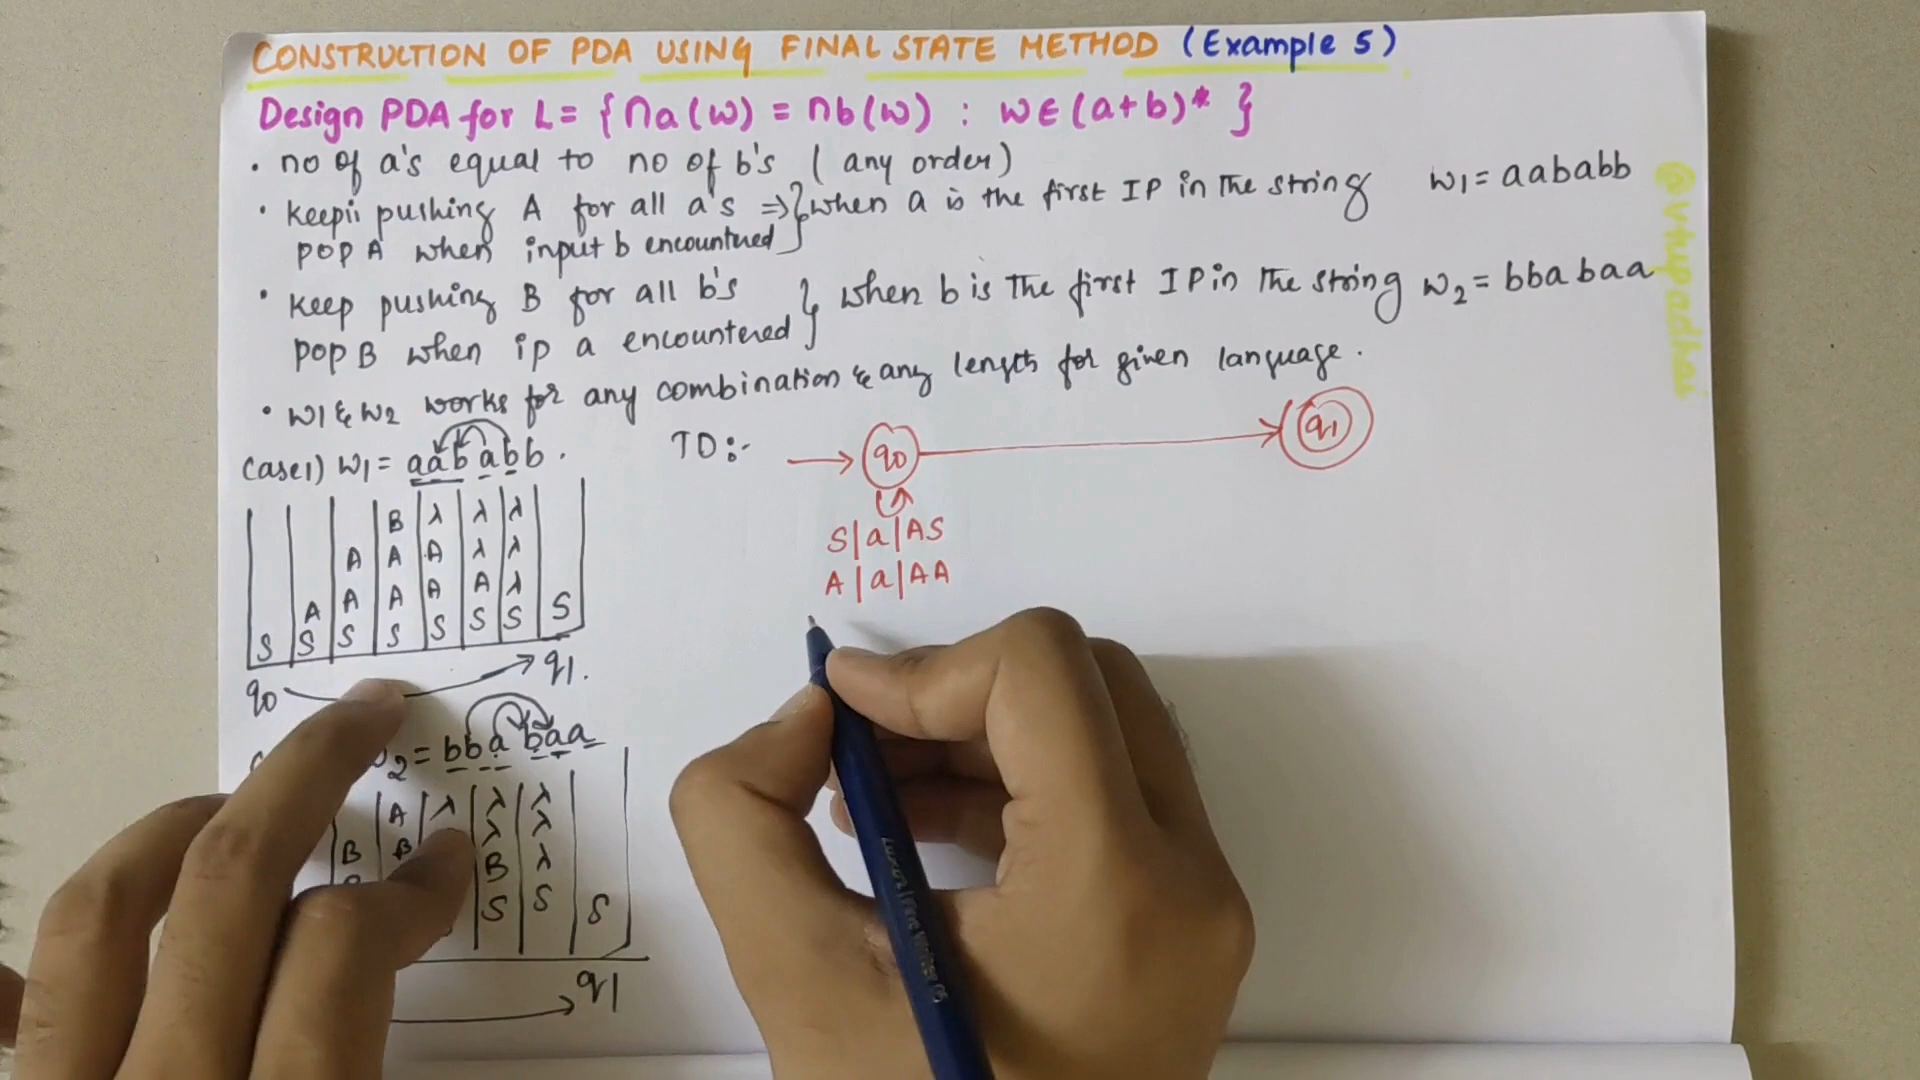 CONSTRUCTION OF PDA USING FINAL STATE METHOD (Example 5)
Design PDA for L = { na(w) = nb(w) : w ∈ (a+b)* }
• no of a's equal to no of b's ( any order)
• keepii pushing A for all a's => } when a is the first IP in the string w1 = aababb
pop A when input b encountered }
• keep pushing B for all b's } when b is the first IP in the string w2 = bbabaa
pop B when ip a encountered }
• w1 & w2 works for any combination & any length for given language.
@vtupadhai
Case1) w1 = aababb .
TD:-
q0
q1
B λ λ λ
A A A λ λ
A A A A A λ
S S S S S S S S
q0 → q1.
S|a|AS
A|a|AA
2 = bbabaa
A λ λ λ
B B λ λ
B λ
S S S
q1